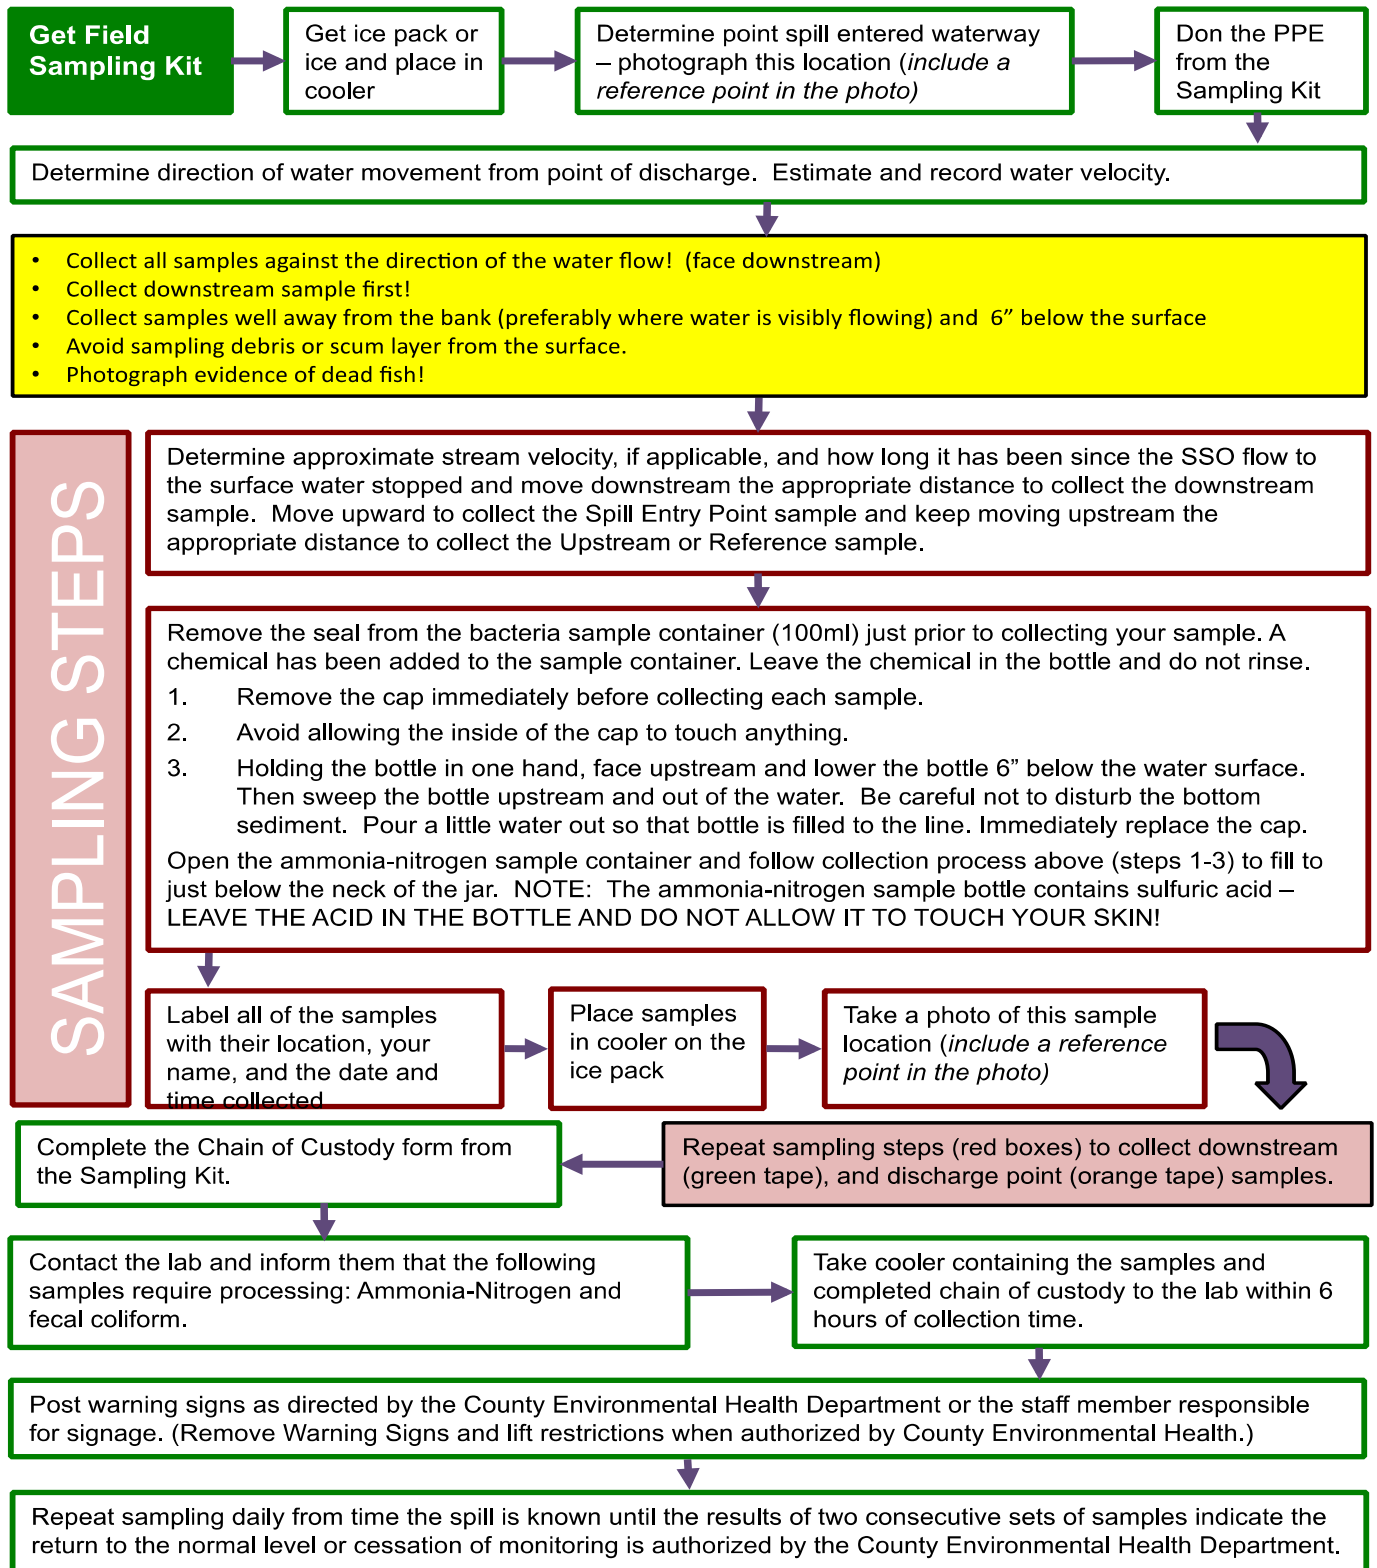 Get Field
Sampling Kit
Get ice pack or
ice and place in
cooler
Determine point spill entered waterway
– photograph this location (include a
reference point in the photo)
Don the PPE
from the
Sampling Kit
Determine direction of water movement from point of discharge.  Estimate and record water velocity.
• Collect all samples against the direction of the water flow!  (face downstream)
• Collect downstream sample first!
• Collect samples well away from the bank (preferably where water is visibly flowing) and  6” below the surface
• Avoid sampling debris or scum layer from the surface.
• Photograph evidence of dead fish!
SAMPLING STEPS
Determine approximate stream velocity, if applicable, and how long it has been since the SSO flow to
the surface water stopped and move downstream the appropriate distance to collect the downstream
sample.  Move upward to collect the Spill Entry Point sample and keep moving upstream the
appropriate distance to collect the Upstream or Reference sample.
Remove the seal from the bacteria sample container (100ml) just prior to collecting your sample. A
chemical has been added to the sample container. Leave the chemical in the bottle and do not rinse.
1. Remove the cap immediately before collecting each sample.
2. Avoid allowing the inside of the cap to touch anything.
3. Holding the bottle in one hand, face upstream and lower the bottle 6” below the water surface.
Then sweep the bottle upstream and out of the water.  Be careful not to disturb the bottom
sediment.  Pour a little water out so that bottle is filled to the line. Immediately replace the cap.
Open the ammonia-nitrogen sample container and follow collection process above (steps 1-3) to fill to
just below the neck of the jar.  NOTE:  The ammonia-nitrogen sample bottle contains sulfuric acid –
LEAVE THE ACID IN THE BOTTLE AND DO NOT ALLOW IT TO TOUCH YOUR SKIN!
Label all of the samples
with their location, your
name, and the date and
time collected
Place samples
in cooler on the
ice pack
Take a photo of this sample
location (include a reference
point in the photo)
Repeat sampling steps (red boxes) to collect downstream
(green tape), and discharge point (orange tape) samples.
Complete the Chain of Custody form from
the Sampling Kit.
Contact the lab and inform them that the following
samples require processing: Ammonia-Nitrogen and
fecal coliform.
Take cooler containing the samples and
completed chain of custody to the lab within 6
hours of collection time.
Post warning signs as directed by the County Environmental Health Department or the staff member responsible
for signage. (Remove Warning Signs and lift restrictions when authorized by County Environmental Health.)
Repeat sampling daily from time the spill is known until the results of two consecutive sets of samples indicate the
return to the normal level or cessation of monitoring is authorized by the County Environmental Health Department.